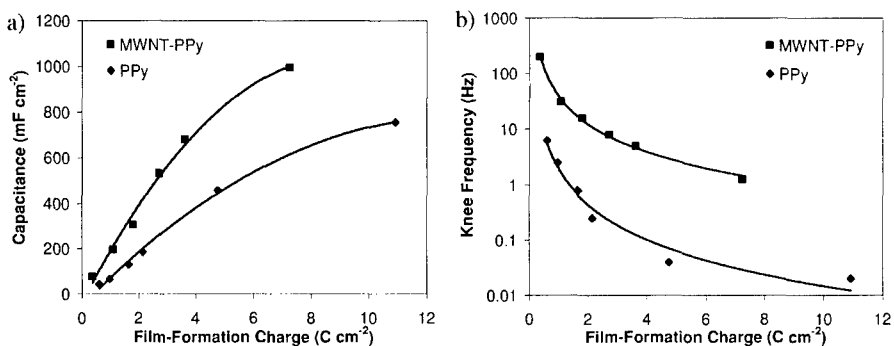 a)
Capacitance (mF cm⁻²)
1200
1000
800
600
400
200
0
MWNT-PPy
PPy
0 2 4 6 8 10 12
Film-Formation Charge (C cm⁻²)
b)
Knee Frequency (Hz)
1000
100
10
1
0.1
0.01
MWNT-PPy
PPy
0 2 4 6 8 10 12
Film-Formation Charge (C cm⁻²)